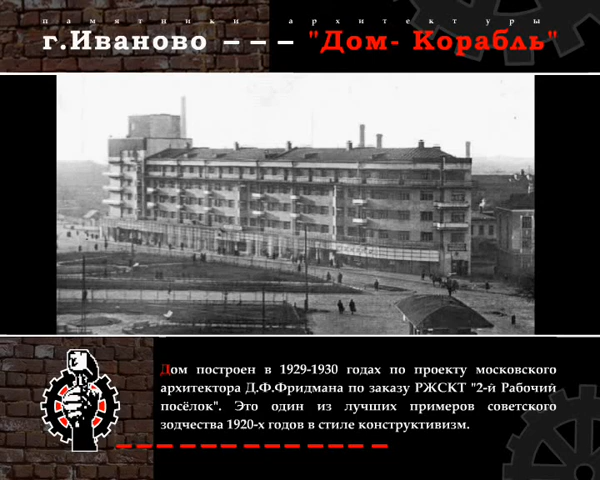 памятники архитектуры
г.Иваново – – – "Дом- Корабль"
Дом построен в 1929-1930 годах по проекту московского
архитектора Д.Ф.Фридмана по заказу РЖСКТ "2-й Рабочий
посёлок". Это один из лучших примеров советского
зодчества 1920-х годов в стиле конструктивизм.